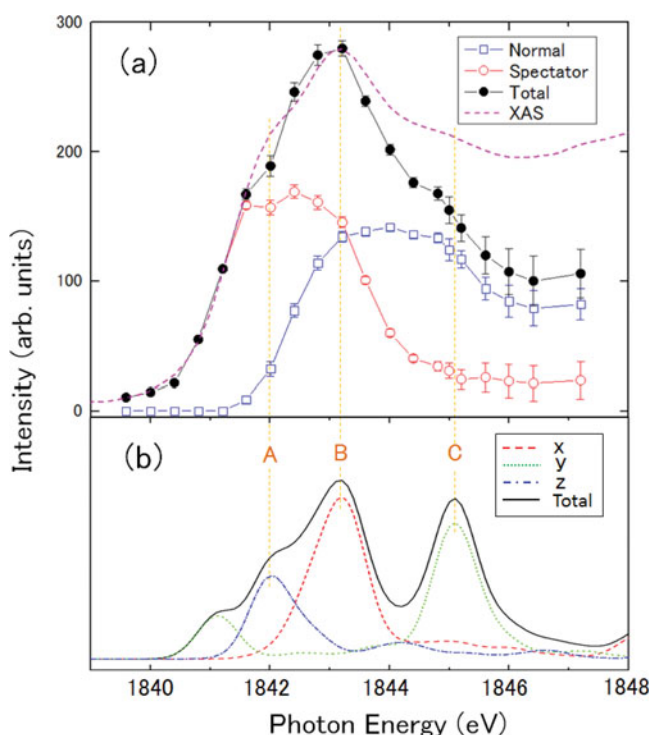 300
(a)
Normal
Spectator
Total
XAS
200
100
0
Intensity (arb. units)
(b)
A
B
C
x
y
z
Total
1840
1842
1844
1846
1848
Photon Energy (eV)